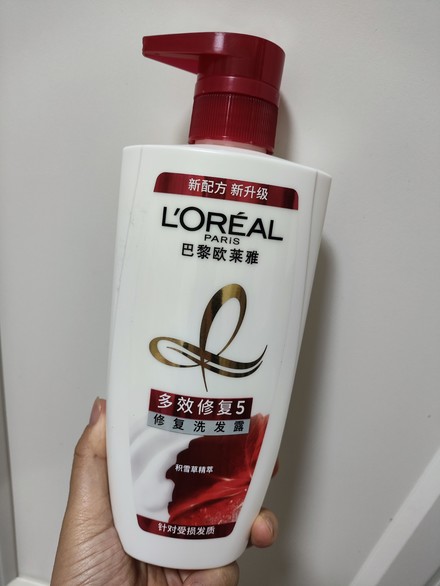 新配方 新升级
L'ORÉAL
PARIS
巴黎欧莱雅
多效修复5
修复洗发露
积雪草精萃
针对受损发质